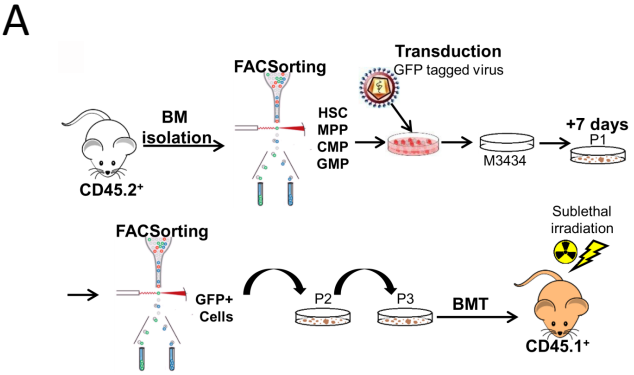 A
Transduction
GFP tagged virus
FACSorting
BM
isolation
HSC
MPP
CMP
GMP
+7 days
P1
M3434
CD45.2+
Sublethal
irradiation
FACSorting
GFP+
Cells
P2
P3
BMT
CD45.1+